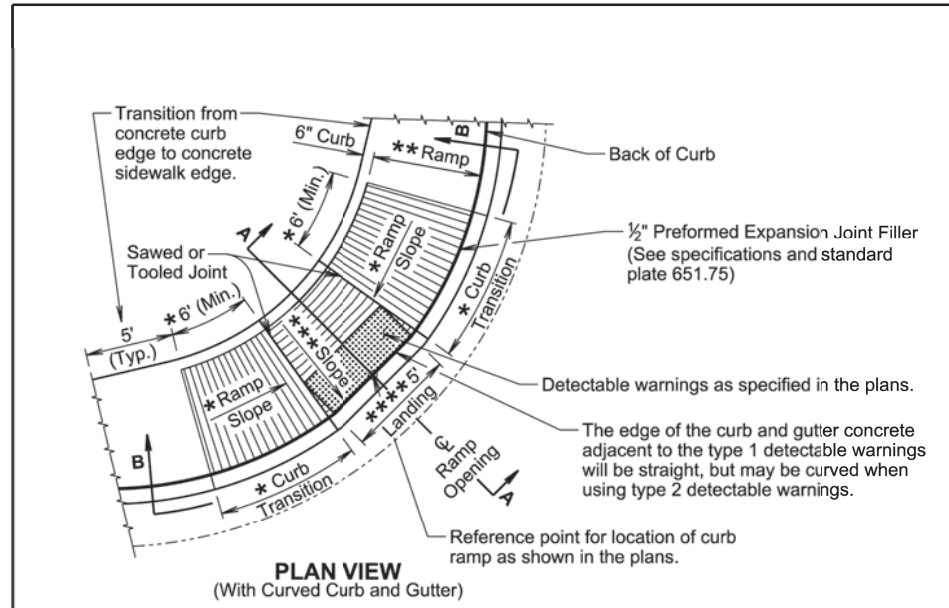 Transition from
concrete curb
edge to concrete
sidewalk edge.
6" Curb
B
** Ramp
Back of Curb
*6' (Min.)
A
*Ramp
Slope
½" Preformed Expansion Joint Filler
(See specifications and standard
plate 651.75)
Sawed or
Tooled Joint
* Curb
Transition
*6' (Min.)
5'
(Typ.)
***Slope
*Ramp
Slope
****5'
Landing
Detectable warnings as specified in the plans.
The edge of the curb and gutter concrete
adjacent to the type 1 detectable warnings
will be straight, but may be curved when
using type 2 detectable warnings.
B
* Curb
Transition
℄
Ramp
Opening
A
Reference point for location of curb
ramp as shown in the plans.
PLAN VIEW
(With Curved Curb and Gutter)